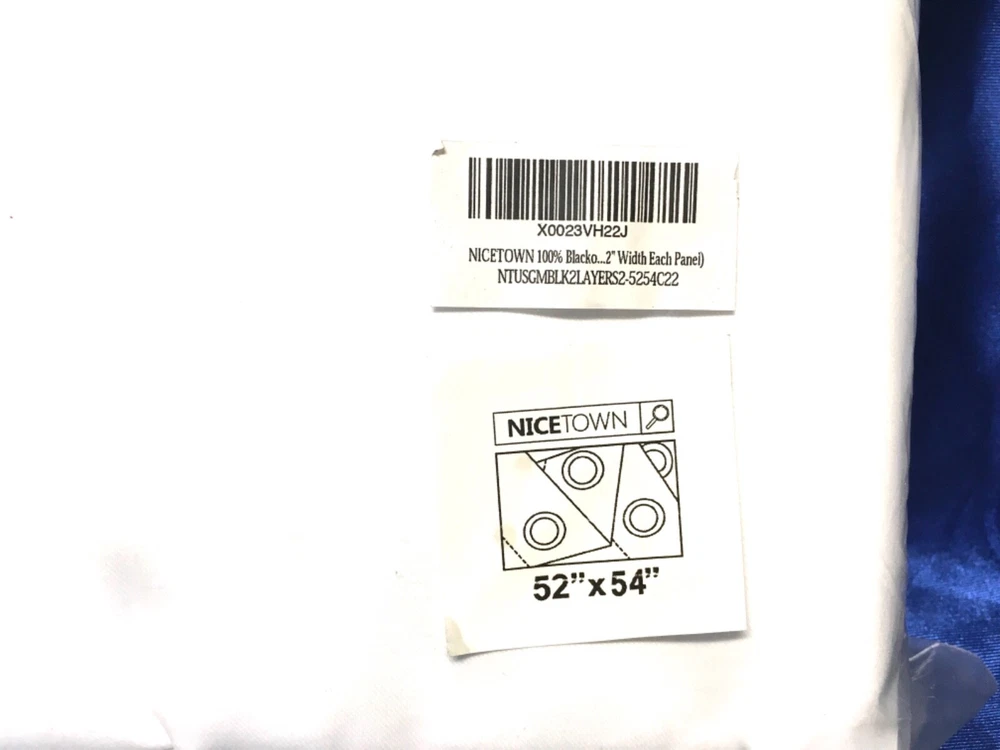 X0023VH22J
NICETOWN 100% Blacko...2" Width Each Panel)
NTUSGMBLK2LAYERS2-5254C22
NICETOWN
52”x54”